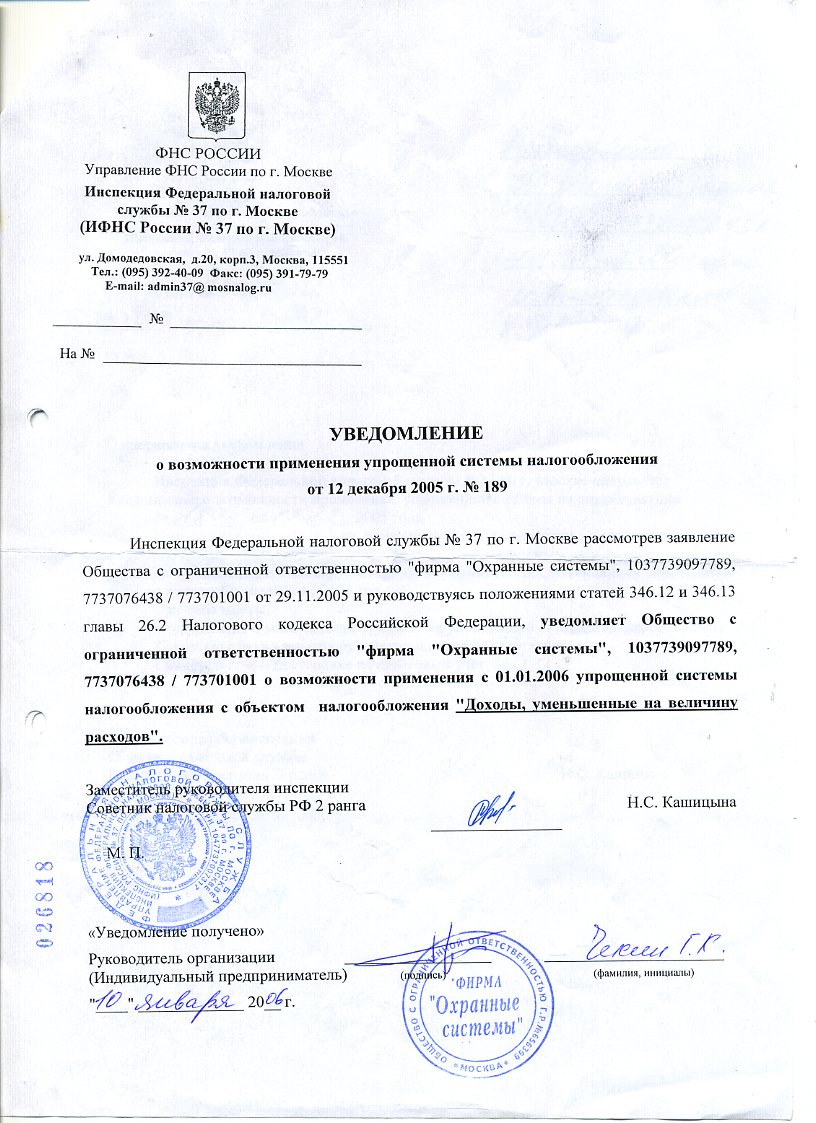 ФНС РОССИИ
Управление ФНС России по г. Москве
Инспекция Федеральной налоговой
службы № 37 по г. Москве
(ИФНС России № 37 по г. Москве)
ул. Домодедовская, д.20, корп.3, Москва, 115551
Тел.: (095) 392-40-09 Факс: (095) 391-79-79
E-mail: admin37@ mosnalog.ru
___________ № ________________________
На № ________________________________
УВЕДОМЛЕНИЕ
о возможности применения упрощенной системы налогообложения
от 12 декабря 2005 г. № 189
Инспекция Федеральной налоговой службы № 37 по г. Москве рассмотрев заявление
Общества с ограниченной ответственностью "фирма "Охранные системы", 1037739097789,
7737076438 / 773701001 от 29.11.2005 и руководствуясь положениями статей 346.12 и 346.13
главы 26.2 Налогового кодекса Российской Федерации, уведомляет Общество с
ограниченной ответственностью "фирма "Охранные системы", 1037739097789,
7737076438 / 773701001 о возможности применения с 01.01.2006 упрощенной системы
налогообложения с объектом налогообложения "Доходы, уменьшенные на величину
расходов".
Заместитель руководителя инспекции
Советник налоговой службы РФ 2 ранга
Н.С. Кашицына
М. П.
026818
«Уведомление получено»
Руководитель организации
(Индивидуальный предприниматель)
(подпись)
Чекин Г.К.
(фамилия, инициалы)
"10" января 2006 г.
ОБЩЕСТВО С ОГРАНИЧЕННОЙ ОТВЕТСТВЕННОСТЬЮ Г.Р.№656399
*МОСКВА*
ФИРМА
"Охранные
системы"